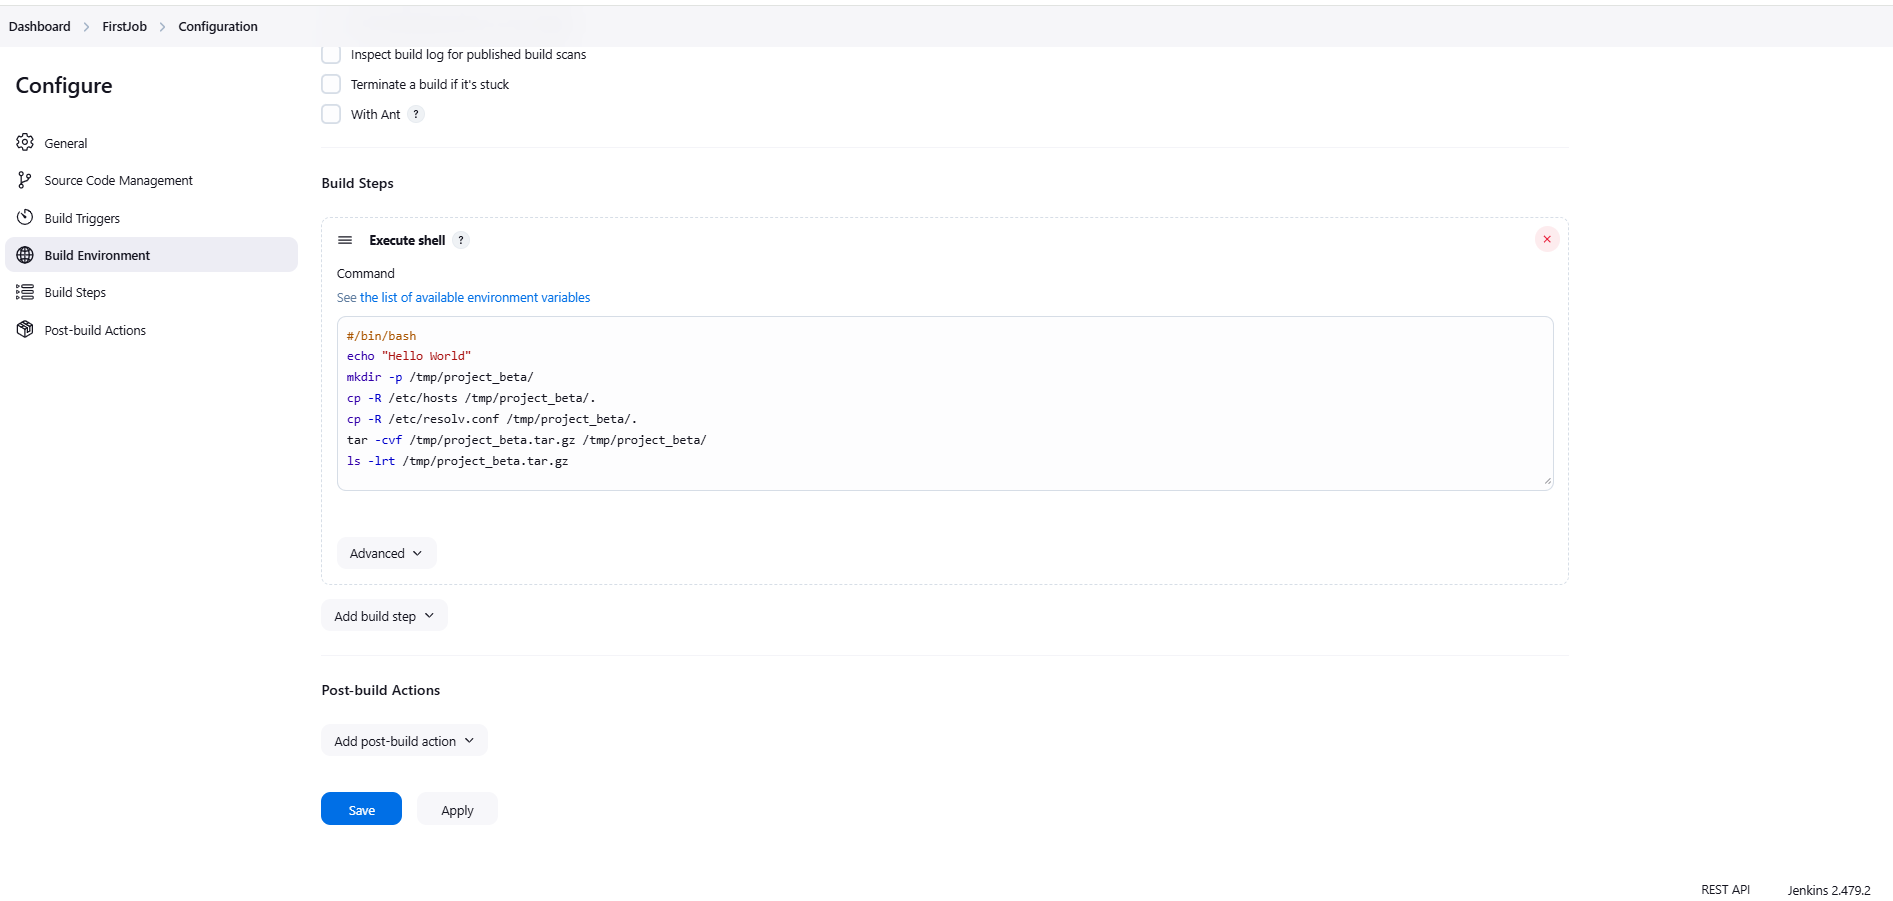 Dashboard > FirstJob > Configuration
Configure
General
Source Code Management
Build Triggers
Build Environment
Build Steps
Post-build Actions
Inspect build log for published build scans
Terminate a build if it's stuck
With Ant ?
Build Steps
Execute shell ?
Command
See the list of available environment variables
#/bin/bash
echo "Hello World"
mkdir -p /tmp/project_beta/
cp -R /etc/hosts /tmp/project_beta/.
cp -R /etc/resolv.conf /tmp/project_beta/.
tar -cvf /tmp/project_beta.tar.gz /tmp/project_beta/
ls -lrt /tmp/project_beta.tar.gz
Advanced
Add build step
Post-build Actions
Add post-build action
Save Apply
REST API Jenkins 2.479.2